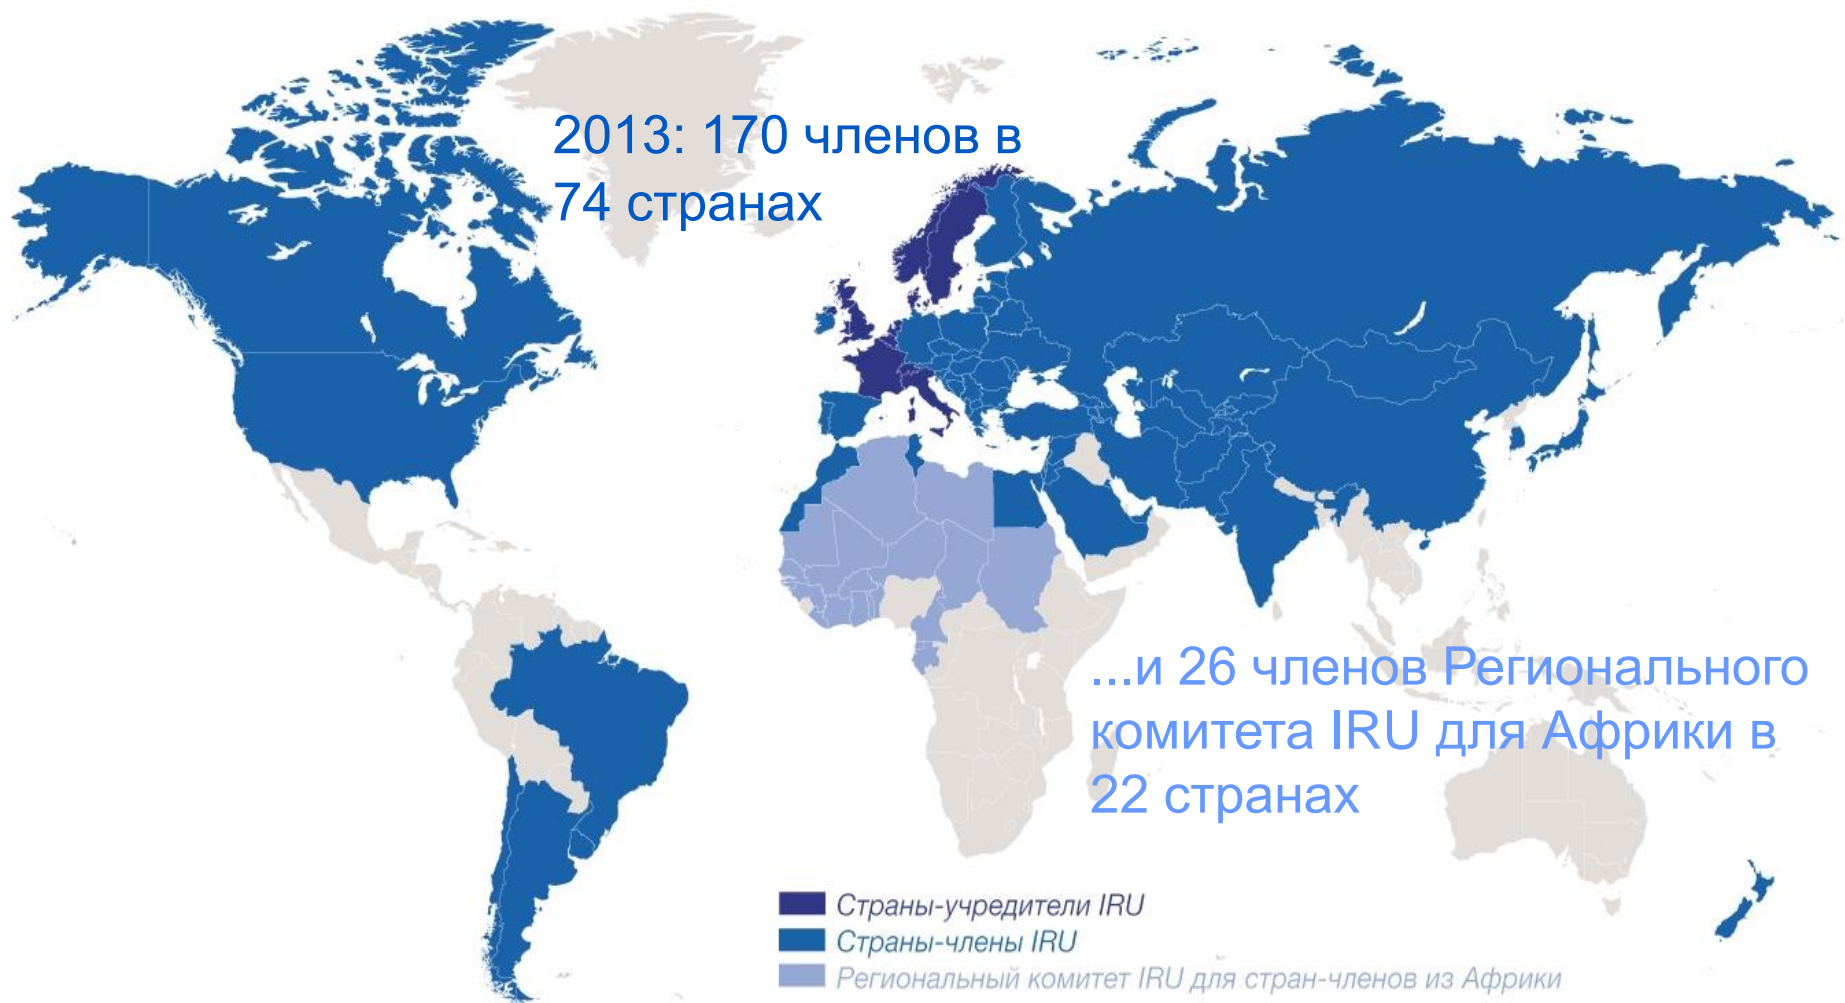 2013: 170 членов в
74 странах
...и 26 членов Регионального
комитета IRU для Африки в
22 странах
Страны-учредители IRU
Страны-члены IRU
Региональный комитет IRU для стран-членов из Африки